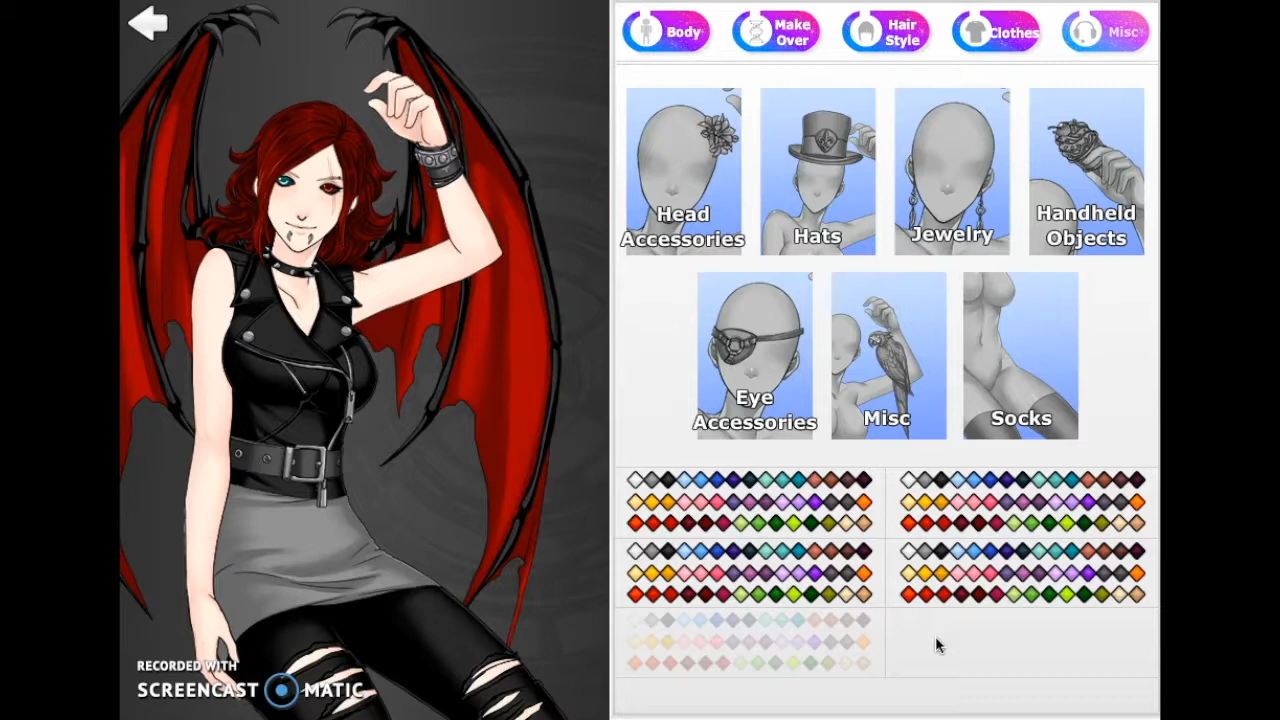 Body
Make
Over
Hair
Style
Clothes
Misc
Head
Accessories
Hats
Jewelry
Handheld
Objects
Eye
Accessories
Misc
Socks
RECORDED WITH
SCREENCAST MATIC